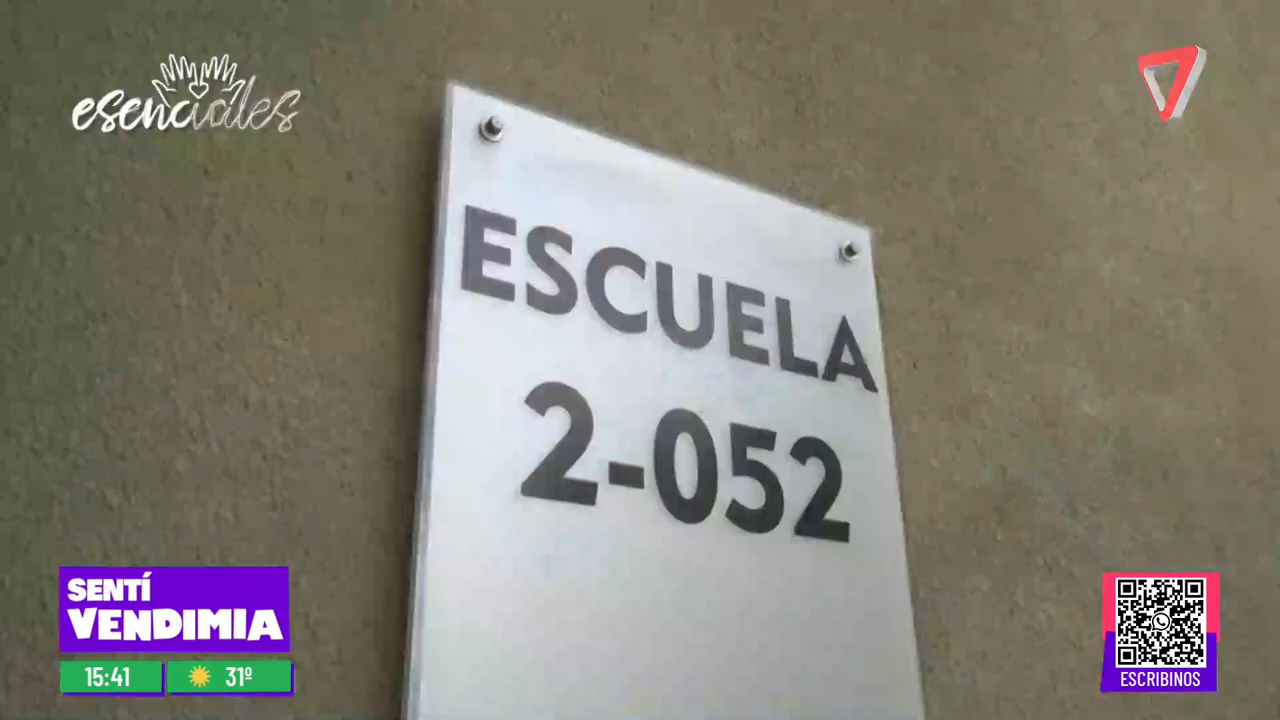 esenciales
ESCUELA
2-052
SENTÍ
VENDIMIA
15:41 31º
ESCRIBINOS